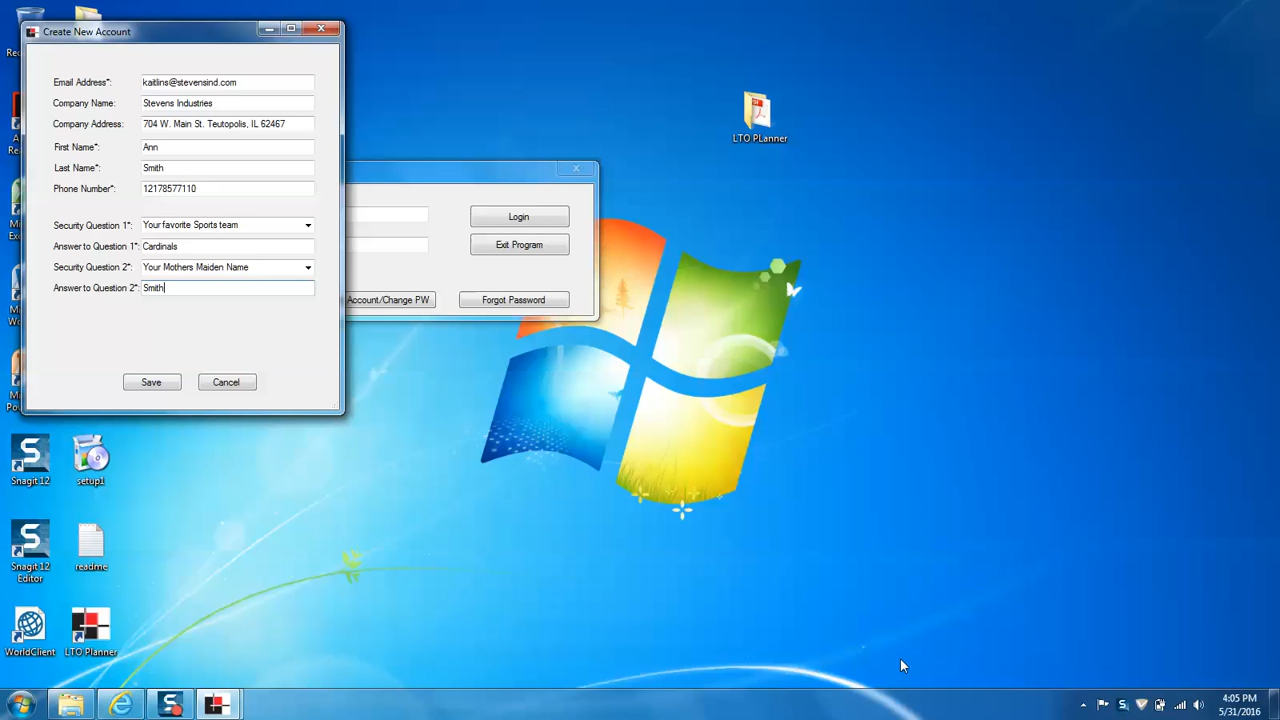 Create New Account
Email Address*: kaitlins@stevensind.com
Company Name: Stevens Industries
Company Address: 704 W. Main St. Teutopolis, IL 62467
First Name*: Ann
Last Name*: Smith
Phone Number*: 12178577110
Security Question 1*: Your favorite Sports team
Answer to Question 1*: Cardinals
Security Question 2*: Your Mothers Maiden Name
Answer to Question 2*: Smith
Save Cancel
Login
Exit Program
Account/Change PW Forgot Password
LTO PLanner
Snagit 12
setup1
Snagit 12
Editor
readme
WorldClient
LTO Planner
4:05 PM
5/31/2016